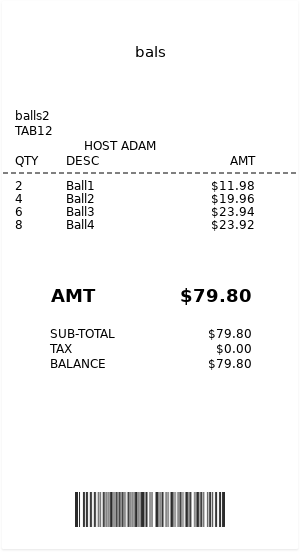 bals
balls2
TAB12
HOST ADAM
QTY DESC AMT
2 Ball1 $11.98
4 Ball2 $19.96
6 Ball3 $23.94
8 Ball4 $23.92
AMT $79.80
SUB-TOTAL $79.80
TAX $0.00
BALANCE $79.80